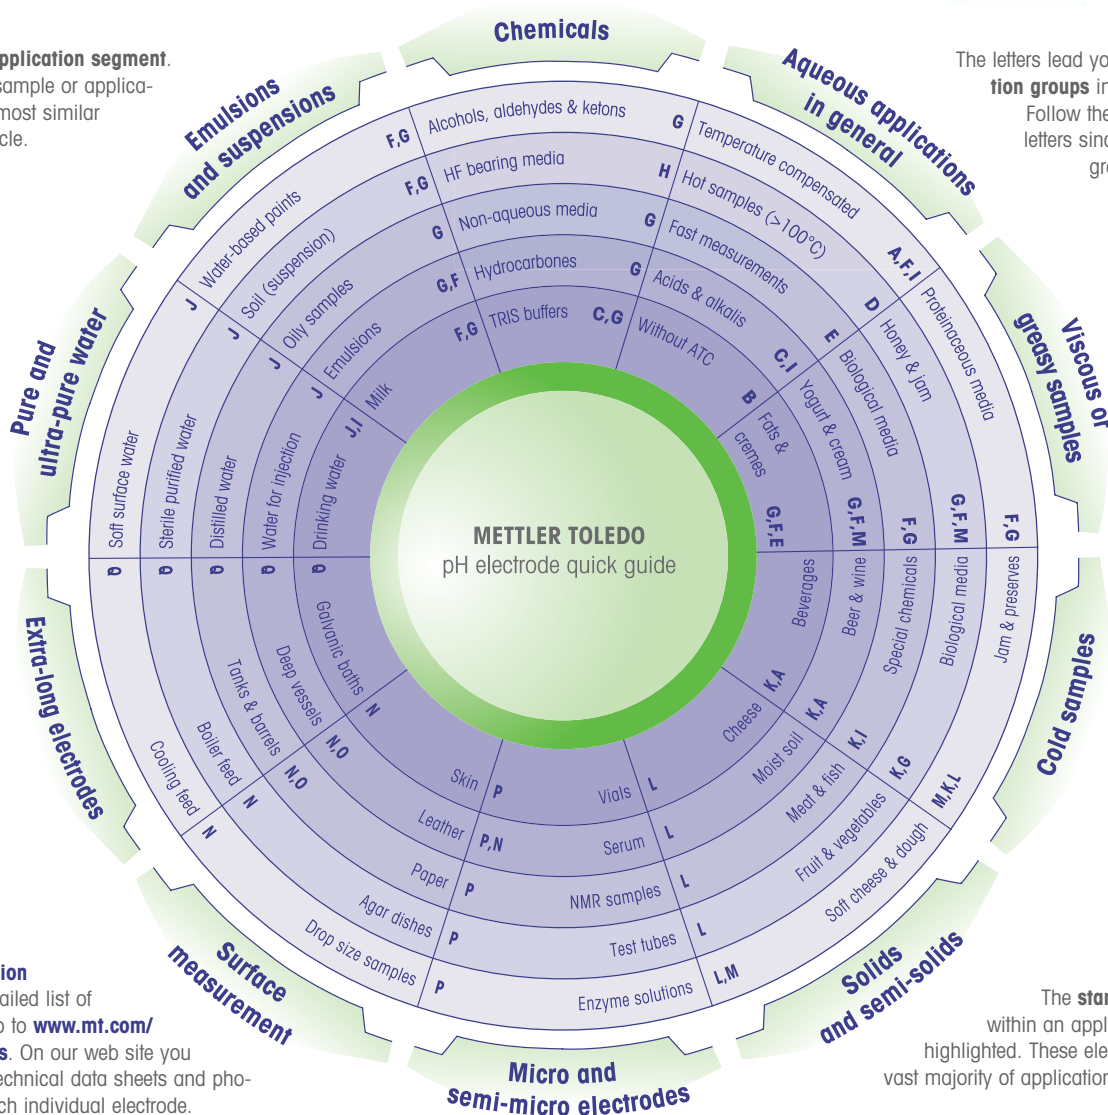 pplication segment.
sample or applica-
most similar
cle.
The letters lead yo
tion groups in
Follow the
letters sinc
gre
Chemicals
Alcohols, aldehydes & ketons
G
HF bearing media
H
Non-aqueous media
G
Hydrocarbones
G
TRIS buffers
C,G
Aqueous applications
in general
Temperature compensated
A,F,I
Hot samples (>100°C)
D
Fast measurements
E
Acids & alkalis
C,I
Without ATC
B
Viscous or
greasy samples
Proteinaceous media
F,G
Honey & jam
G,F,M
Biological media
F,G
Yogurt & cream
G,F,M
Fats &
cremes
G,F,E
Cold samples
Jam & preserves
M,K,L
Biological media
K,G
Special chemicals
K,I
Beer & wine
K,A
Beverages
K,A
Solids
and semi-solids
Soft cheese & dough
L,M
Fruit & vegetables
L
Meat & fish
L
Moist soil
L
Cheese
L
Micro and
semi-micro electrodes
Enzyme solutions
P
Test tubes
P
NMR samples
P
Serum
P,N
Vials
P
Surface
measurement
Drop size samples
N
Agar dishes
N
Paper
N,O
Leather
N,O
Skin
N
Extra-long electrodes
Cooling feed
Q
Boiler feed
Q
Tanks & barrels
Q
Deep vessels
Q
Galvanic baths
Q
Pure and
ultra-pure water
Soft surface water
J
Sterile purified water
J
Distilled water
J
Water for injection
J
Drinking water
J,I
Emulsions
and suspensions
Water-based paints
F,G
Soil (suspension)
F,G
Oily samples
G
Emulsions
G,F
Milk
F,G
METTLER TOLEDO
pH electrode quick guide
ion
ailed list of
o to www.mt.com/
s. On our web site you
echnical data sheets and pho-
ch individual electrode.
The stan
within an appl
highlighted. These ele
vast majority of application